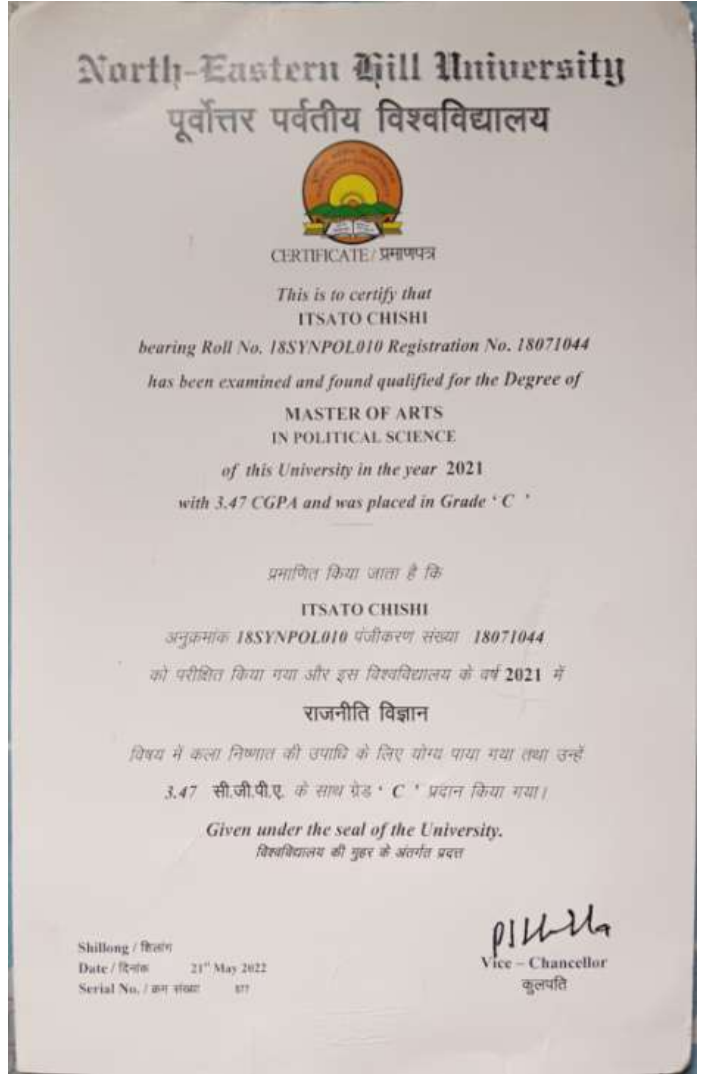 North-Eastern Hill University
पूर्वोत्तर पर्वतीय विश्वविद्यालय
CERTIFICATE / प्रमाणपत्र
This is to certify that
ITSATO CHISHI
bearing Roll No. 18SYNPOL010 Registration No. 18071044
has been examined and found qualified for the Degree of
MASTER OF ARTS
IN POLITICAL SCIENCE
of this University in the year 2021
with 3.47 CGPA and was placed in Grade ‘ C ’
प्रमाणित किया जाता है कि
ITSATO CHISHI
अनुक्रमांक 18SYNPOL010 पंजीकरण संख्या 18071044
को परीक्षित किया गया और इस विश्वविद्यालय के वर्ष 2021 में
राजनीति विज्ञान
विषय में कला निष्णात की उपाधि के लिए योग्य पाया गया तथा उन्हें
3.47 सी.जी.पी.ए. के साथ ग्रेड ‘ C ’ प्रदान किया गया।
Given under the seal of the University.
विश्वविद्यालय की मुहर के अंतर्गत प्रदत्त
Shillong / शिलांग
Date / दिनांक 21st May 2022
Serial No. / क्रम संख्या 877
Vice – Chancellor
कुलपति